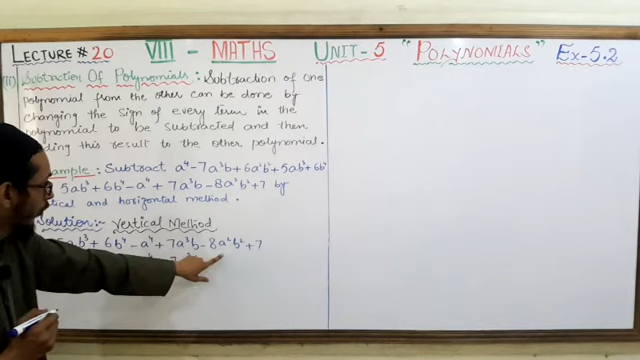 LECTURE # 20 VIII - MATHS UNIT-5 "POLYNOMIALS" Ex-5.2
(II) Subtraction Of Polynomials: Subtraction of one
polynomial from the other can be done by
changing the sign of every term in the
polynomial to be subtracted and then
adding this result to the other polynomial.
Example: Subtract a⁴-7a³b+6a²b²+5ab³+6b⁴
5ab³+6b⁴-a⁴+7a³b-8a²b²+7 by
and horizontal method.
Solution:- Vertical Method
5ab³+6b⁴-a⁴+7a³b-8a²b²+7